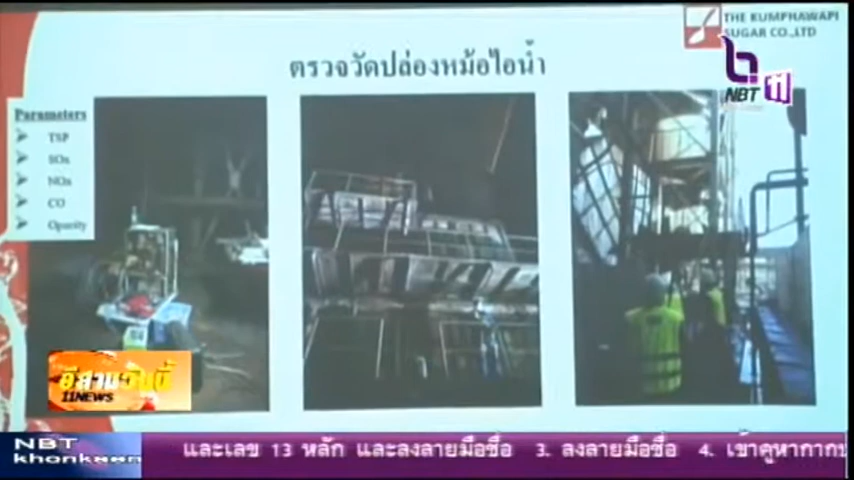 THE KUMPHAWAPI
SUGAR CO.,LTD
ตรวจวัดปล่องหม้อไอน้ำ
NBT 11
Parameters
TSP
SOx
NOx
CO
Opacity
อีสานวันนี้
11NEWS
NBT
khonkaen
และเลข 13 หลัก และลงลายมือชื่อ 3. ลงลายมือชื่อ 4. เข้าคูหากากบ